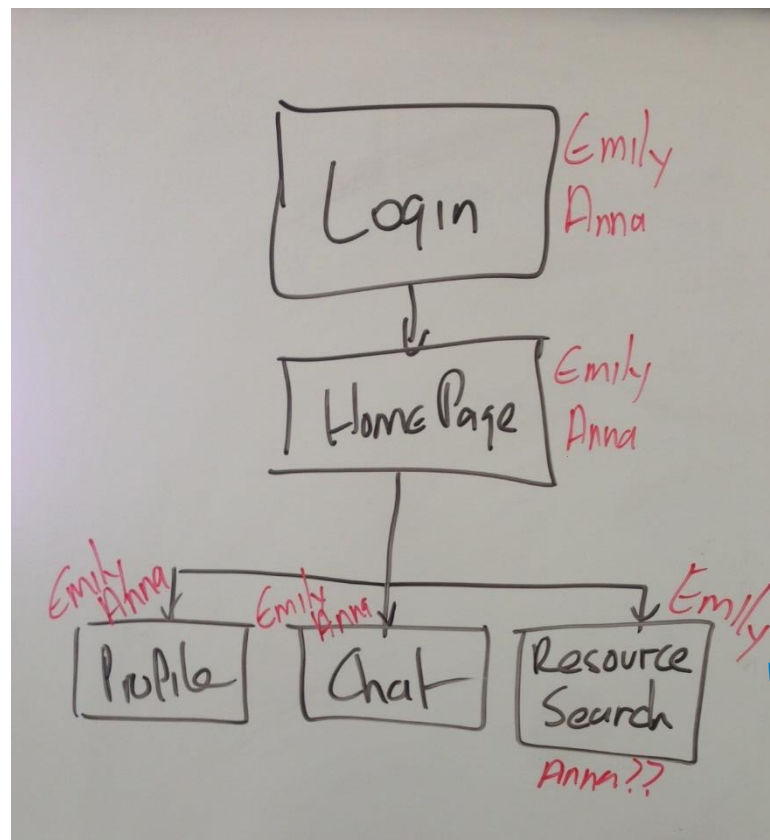 Login
Emily
Anna
HomePage
Emily
Anna
Emily
Anna
Emily
Anna
Emily
Profile
Chat
Resource
Search
Anna??